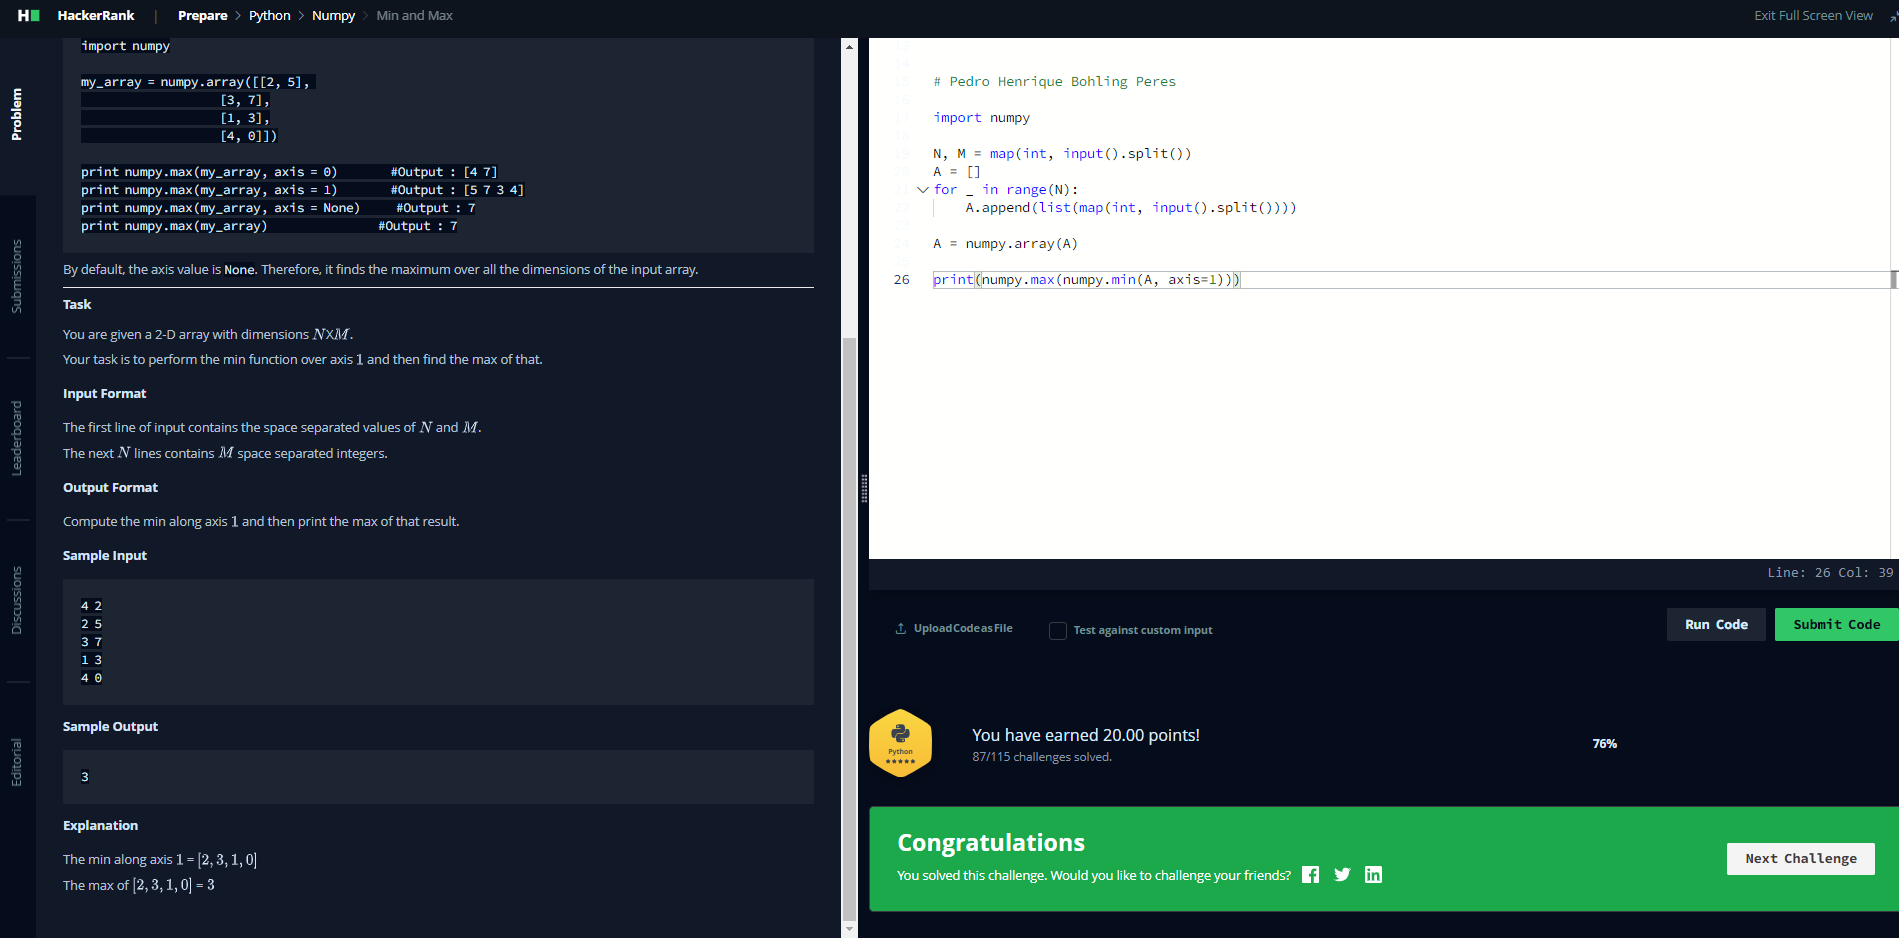 HackerRank | Prepare > Python > Numpy > Min and Max
Exit Full Screen View
Problem
Submissions
Leaderboard
Discussions
Editorial
import numpy
my_array = numpy.array([[2, 5],
[3, 7],
[1, 3],
[4, 0]])
print numpy.max(my_array, axis = 0) #Output : [4 7]
print numpy.max(my_array, axis = 1) #Output : [5 7 3 4]
print numpy.max(my_array, axis = None) #Output : 7
print numpy.max(my_array) #Output : 7
By default, the axis value is None. Therefore, it finds the maximum over all the dimensions of the input array.
Task
You are given a 2-D array with dimensions NXM.
Your task is to perform the min function over axis 1 and then find the max of that.
Input Format
The first line of input contains the space separated values of N and M.
The next N lines contains M space separated integers.
Output Format
Compute the min along axis 1 and then print the max of that result.
Sample Input
4 2
2 5
3 7
1 3
4 0
Sample Output
3
Explanation
The min along axis 1 = [2, 3, 1, 0]
The max of [2, 3, 1, 0] = 3
# Pedro Henrique Bohling Peres
import numpy
N, M = map(int, input().split())
A = []
for _ in range(N):
A.append(list(map(int, input().split())))
A = numpy.array(A)
26 print(numpy.max(numpy.min(A, axis=1)))
Line: 26 Col: 39
Upload Code as File
Test against custom input
Run Code
Submit Code
Python
You have earned 20.00 points!
87/115 challenges solved.
76%
Congratulations
You solved this challenge. Would you like to challenge your friends?
Next Challenge